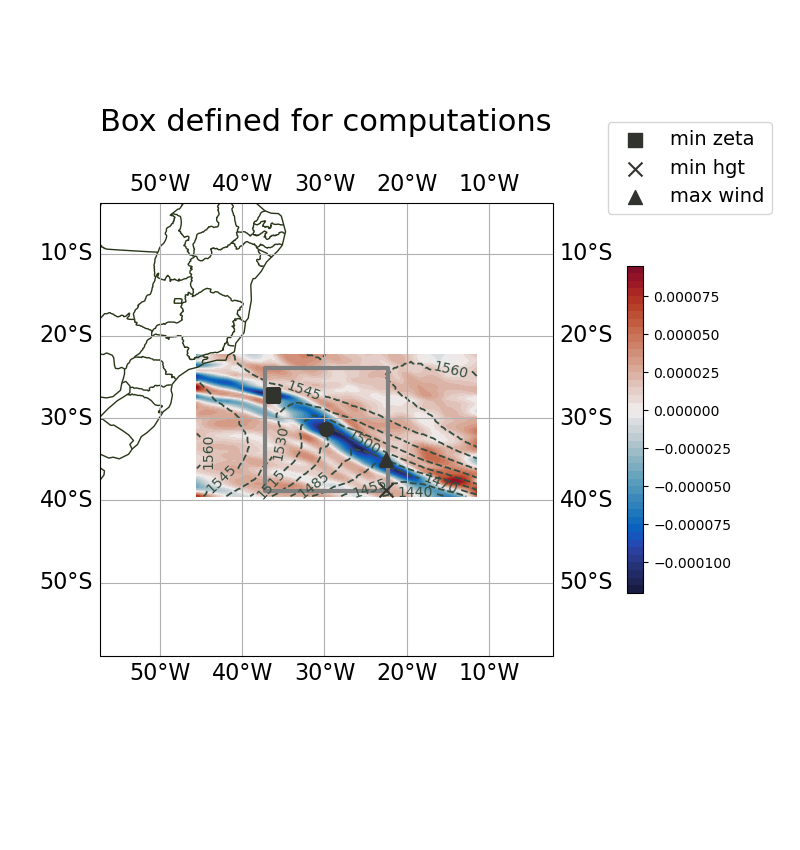 Box defined for computations
min zeta
min hgt
max wind
50°W 40°W 30°W 20°W 10°W
10°S 10°S
20°S 20°S
30°S 30°S
40°S 40°S
50°S 50°S
50°W 40°W 30°W 20°W 10°W
1560
1545
1530
1500
1560
1545
1515
1485
1455
1470
1440
0.000075
0.000050
0.000025
0.000000
−0.000025
−0.000050
−0.000075
−0.000100